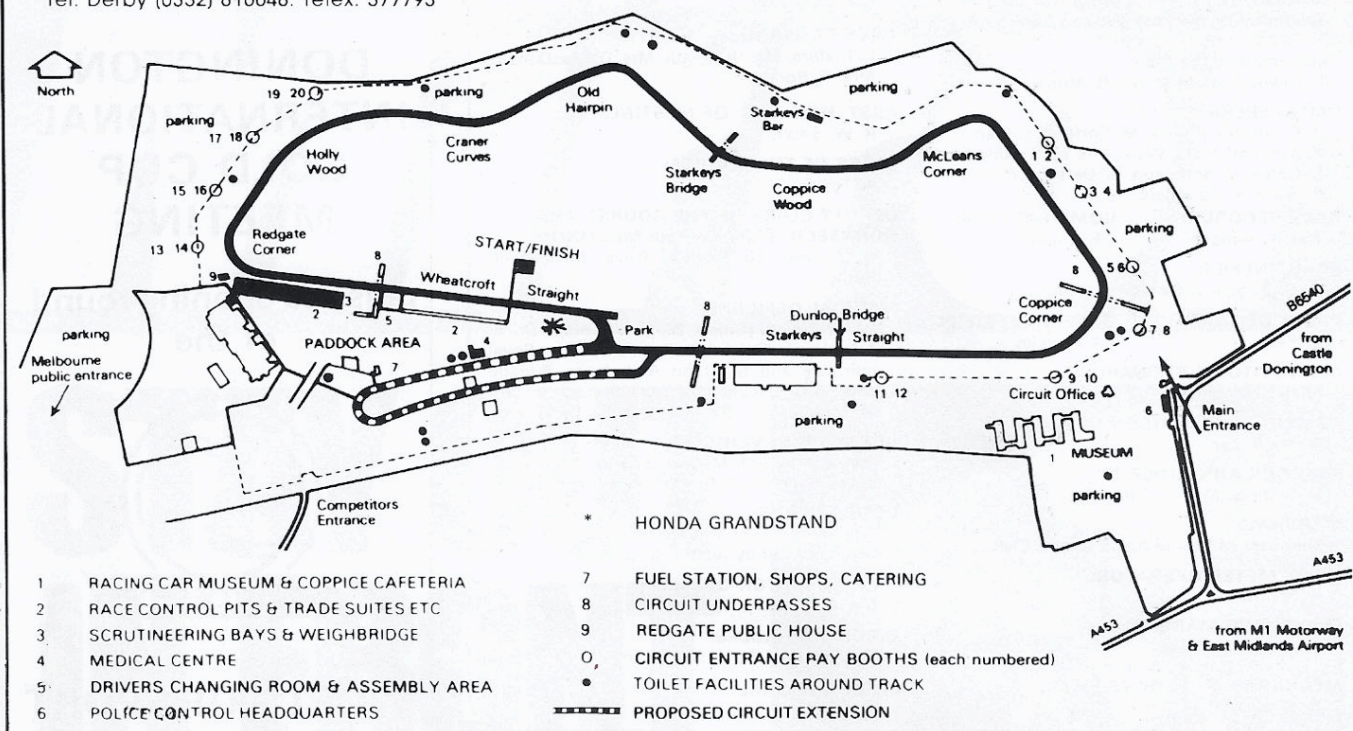 Tel: Derby (0332) 810048. Telex: 377793
North
19 20
parking
parking
17 18
15 16
13 14
Holly
Wood
Craner
Curves
Old
Hairpin
Starkeys
Bar
parking
Starkeys
Bridge
Coppice
Wood
McLeans
Corner
1 2
3 4
parking
5 6
7 8
Redgate
Corner
9
8
START/FINISH
Wheatcroft
Straight
3
2
5
2
4
7
PADDOCK AREA
Park
8
Dunlop Bridge
Starkeys
Straight
Coppice
Corner
8
B6540
from
Castle
Donington
parking
Melbourne
public entrance
11 12
parking
9 10
Circuit Office
6
Main
Entrance
1
MUSEUM
parking
Competitors
Entrance
A453
A453
from M1 Motorway
& East Midlands Airport
* HONDA GRANDSTAND
1 RACING CAR MUSEUM & COPPICE CAFETERIA
2 RACE CONTROL PITS & TRADE SUITES ETC
3 SCRUTINEERING BAYS & WEIGHBRIDGE
4 MEDICAL CENTRE
5 DRIVERS CHANGING ROOM & ASSEMBLY AREA
6 POLICE CONTROL HEADQUARTERS
7 FUEL STATION, SHOPS, CATERING
8 CIRCUIT UNDERPASSES
9 REDGATE PUBLIC HOUSE
CIRCUIT ENTRANCE PAY BOOTHS (each numbered)
TOILET FACILITIES AROUND TRACK
PROPOSED CIRCUIT EXTENSION